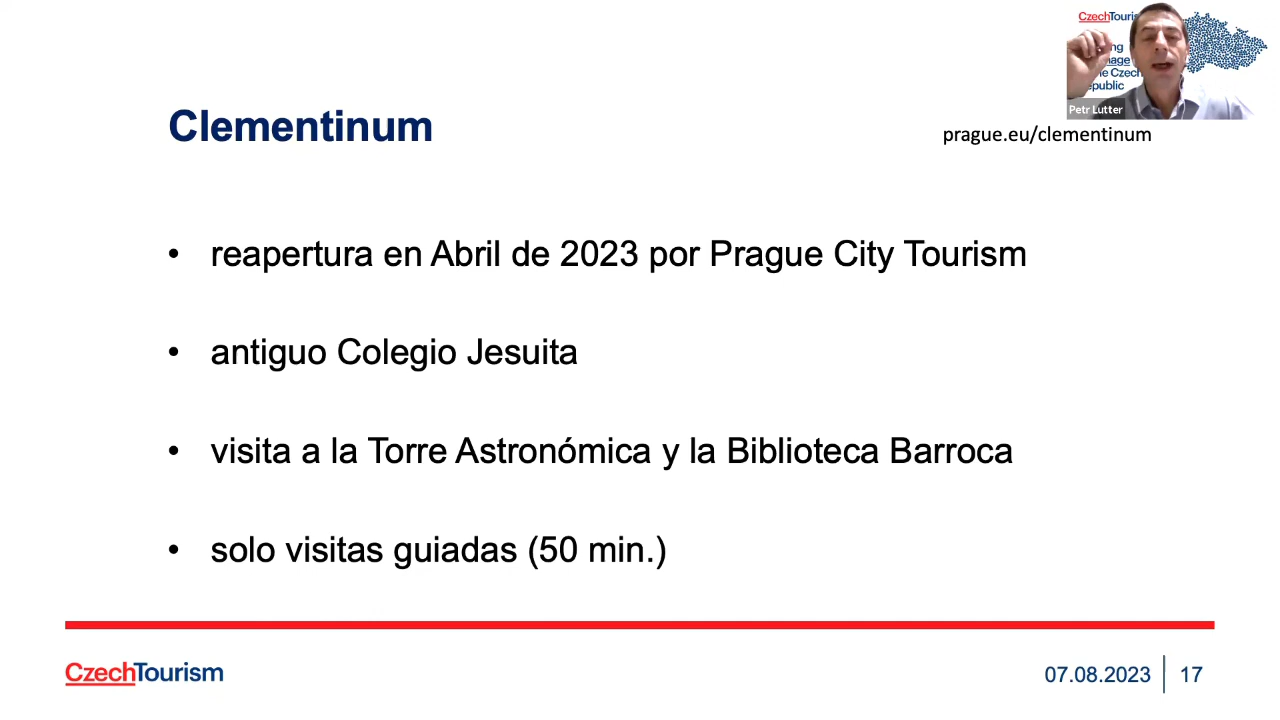 CzechTourism
Petr Lutter
Clementinum
prague.eu/clementinum
• reapertura en Abril de 2023 por Prague City Tourism
• antiguo Colegio Jesuita
• visita a la Torre Astronómica y la Biblioteca Barroca
• solo visitas guiadas (50 min.)
CzechTourism
07.08.2023
17